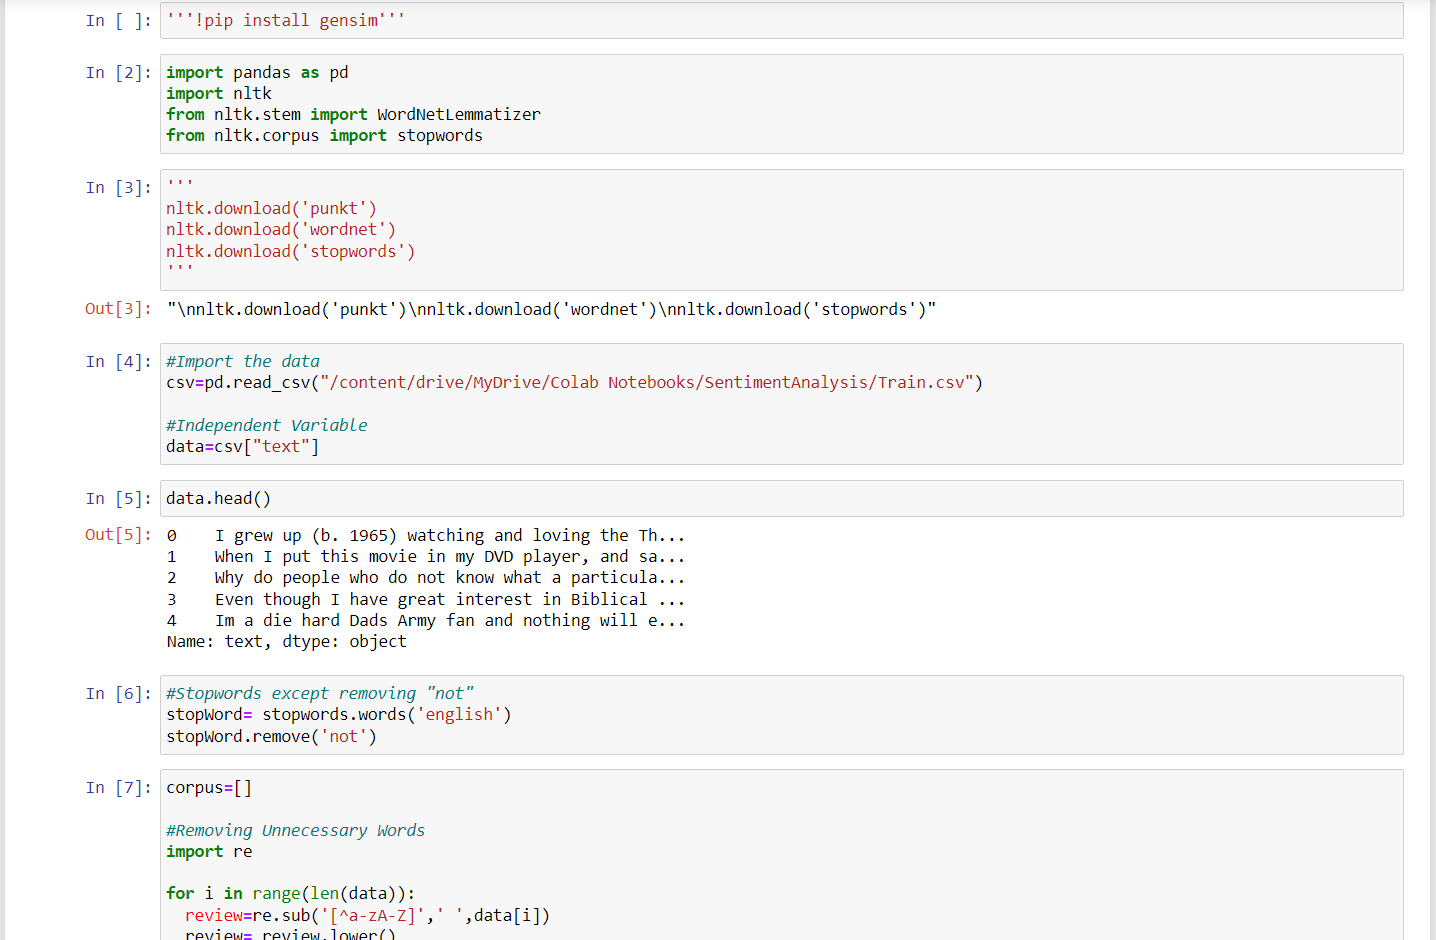 In [ ]: '''!pip install gensim'''
In [2]: import pandas as pd
import nltk
from nltk.stem import WordNetLemmatizer
from nltk.corpus import stopwords
In [3]: '''
nltk.download('punkt')
nltk.download('wordnet')
nltk.download('stopwords')
'''
Out[3]: "\nnltk.download('punkt')\nnltk.download('wordnet')\nnltk.download('stopwords')"
In [4]: #Import the data
csv=pd.read_csv("/content/drive/MyDrive/Colab Notebooks/SentimentAnalysis/Train.csv")
#Independent Variable
data=csv["text"]
In [5]: data.head()
Out[5]: 0    I grew up (b. 1965) watching and loving the Th...
1    When I put this movie in my DVD player, and sa...
2    Why do people who do not know what a particula...
3    Even though I have great interest in Biblical ...
4    Im a die hard Dads Army fan and nothing will e...
Name: text, dtype: object
In [6]: #Stopwords except removing "not"
stopWord= stopwords.words('english')
stopWord.remove('not')
In [7]: corpus=[]
#Removing Unnecessary Words
import re
for i in range(len(data)):
  review=re.sub('[^a-zA-Z]',' ',data[i])
  review= review.lower()